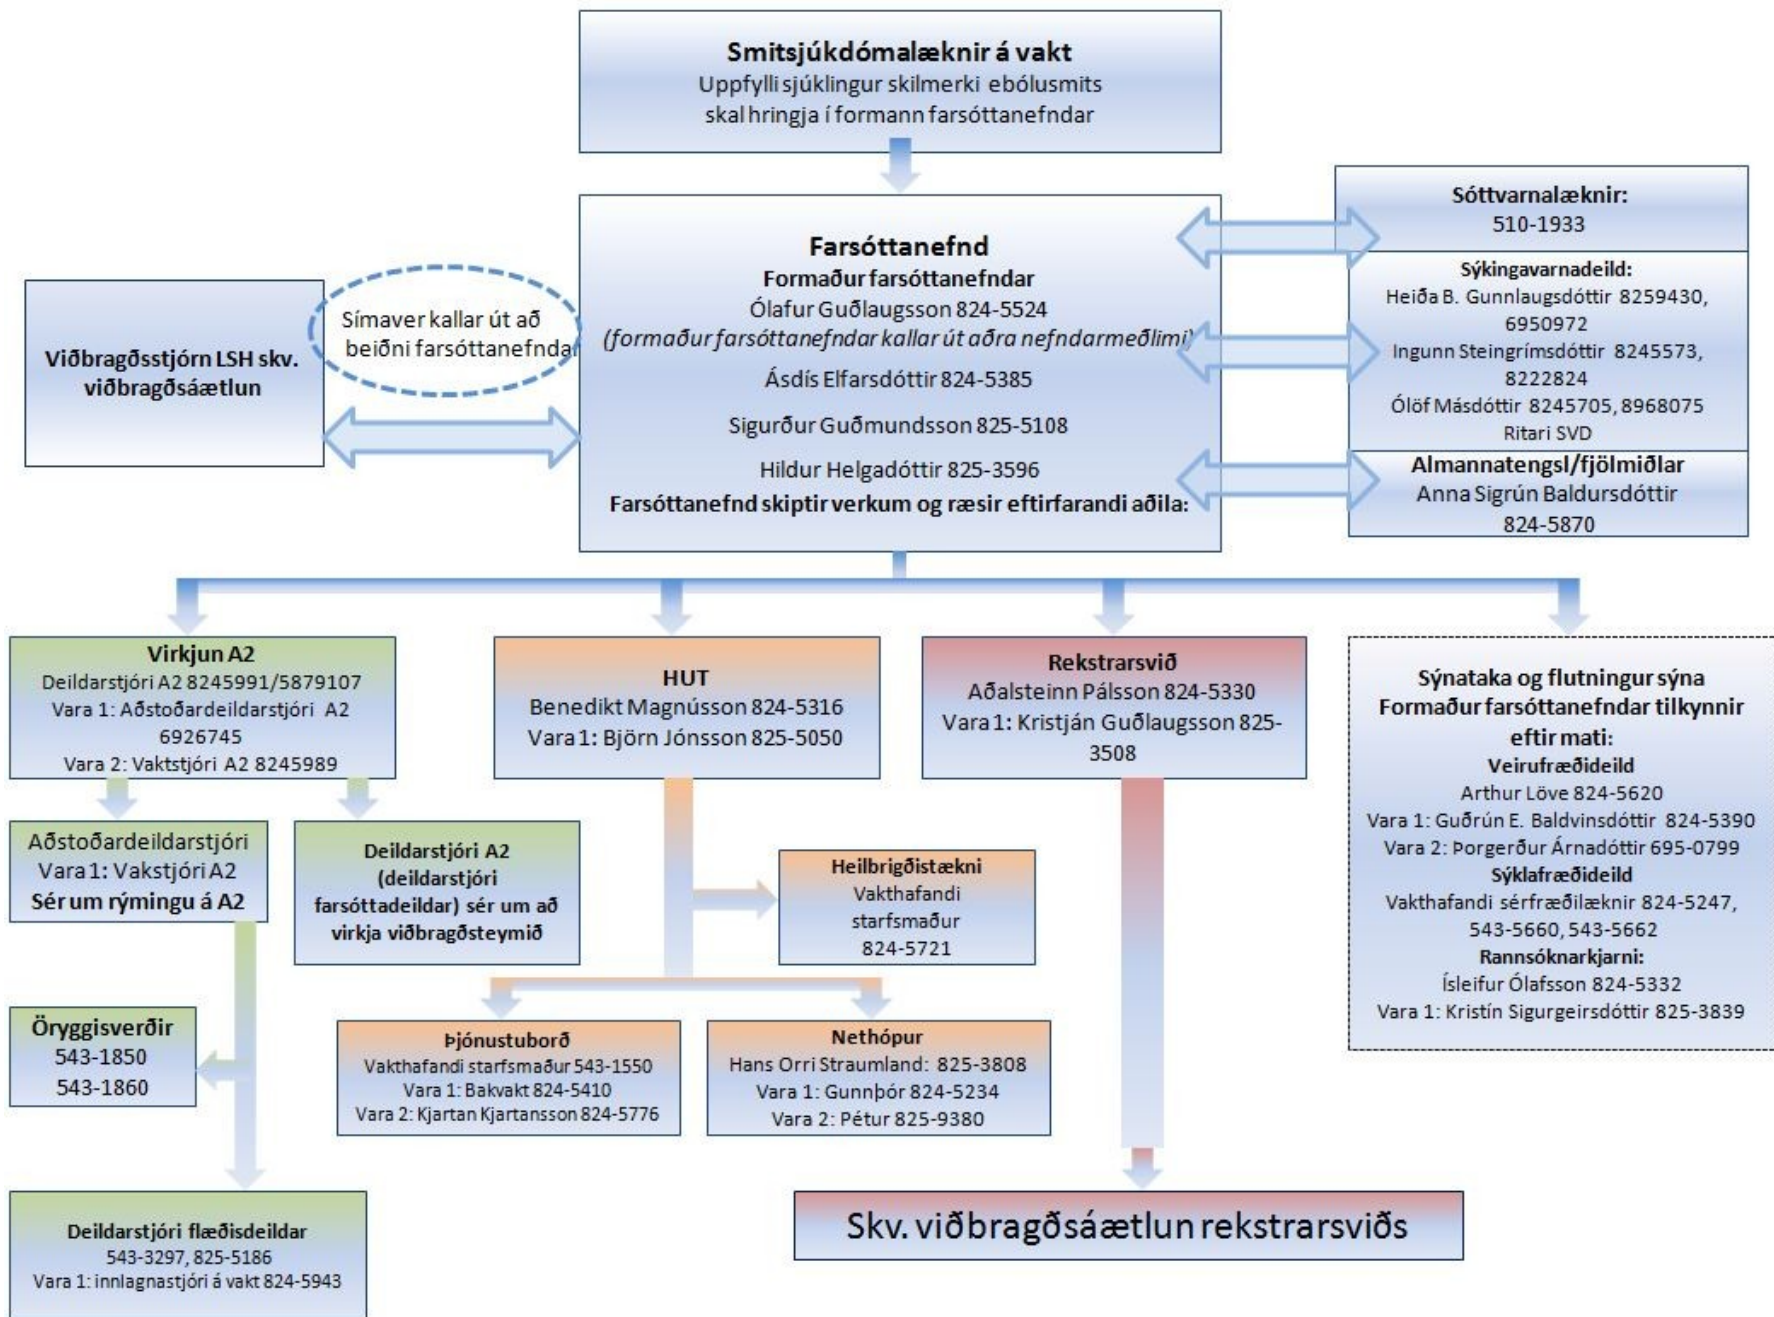 Smitsjúkdómalæknir á vakt
Uppfylli sjúklingur skilmerki ebólusmits
skal hringja í formann farsóttanefndar
Farsóttanefnd
Formaður farsóttanefndar
Ólafur Guðlaugsson 824-5524
(formaður farsóttanefndar kallar út aðra nefndarmeðlimi)
Ásdís Elfarsdóttir 824-5385
Sigurður Guðmundsson 825-5108
Hildur Helgadóttir 825-3596
Farsóttanefnd skiptir verkum og ræsir eftirfarandi aðila:
Sóttvarnalæknir:
510-1933
Sýkingavarnadeild:
Heiða B. Gunnlaugsdóttir 8259430,
6950972
Ingunn Steingrímsdóttir 8245573,
8222824
Ólöf Másdóttir 8245705, 8968075
Ritari SVD
Almannatengsl/fjölmiðlar
Anna Sigrún Baldursdóttir
824-5870
Símaver kallar út að
beiðni farsóttanefndar
Viðbragðsstjórn LSH skv.
viðbragðsáætlun
Virkjun A2
Deildarstjóri A2 8245991/5879107
Vara 1: Aðstoðardeildarstjóri A2
6926745
Vara 2: Vaktstjóri A2 8245989
HUT
Benedikt Magnússon 824-5316
Vara 1: Björn Jónsson 825-5050
Rekstrarsvið
Aðalsteinn Pálsson 824-5330
Vara 1: Kristján Guðlaugsson 825-
3508
Sýnataka og flutningur sýna
Formaður farsóttanefndar tilkynnir
eftir mati:
Veirufræðideild
Arthur Löve 824-5620
Vara 1: Guðrún E. Baldvinsdóttir 824-5390
Vara 2: Þorgerður Árnadóttir 695-0799
Sýklafræðideild
Vakthafandi sérfræðilæknir 824-5247,
543-5660, 543-5662
Rannsóknarkjarni:
Ísleifur Ólafsson 824-5332
Vara 1: Kristín Sigurgeirsdóttir 825-3839
Aðstoðardeildarstjóri
Vara 1: Vakstjóri A2
Sér um rýmingu á A2
Deildarstjóri A2
(deildarstjóri
farsóttadeildar) sér um að
virkja viðbragðsteymið
Heilbrigðistækni
Vakthafandi
starfsmaður
824-5721
Öryggisverðir
543-1850
543-1860
Þjónustuborð
Vakthafandi starfsmaður 543-1550
Vara 1: Bakvakt 824-5410
Vara 2: Kjartan Kjartansson 824-5776
Nethópur
Hans Orri Straumland: 825-3808
Vara 1: Gunnþór 824-5234
Vara 2: Pétur 825-9380
Deildarstjóri flæðisdeildar
543-3297, 825-5186
Vara 1: innlagnastjóri á vakt 824-5943
Skv. viðbragðsáætlun rekstrarsviðs